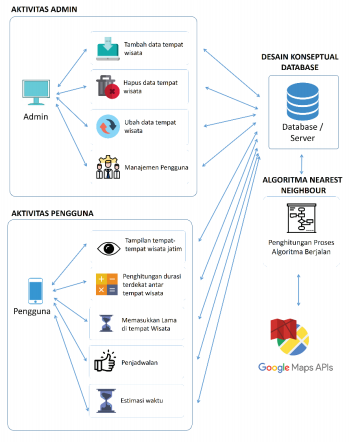 AKTIVITAS ADMIN
Tambah data tempat
wisata
Hapus data tempat
wisata
Admin
Ubah data tempat
wisata
Manajemen Pengguna
DESAIN KONSEPTUAL
DATABASE
Database /
Server
ALGORITMA NEAREST
NEIGHBOUR
Penghitungan Proses
Algoritma Berjalan
Google Maps APIs
AKTIVITAS PENGGUNA
Tampilan tempat-
tempat wisata jatim
Penghitungan durasi
terdekat antar
tempat wisata
Pengguna
Memasukkan Lama
di tempat Wisata
Penjadwalan
Estimasi waktu